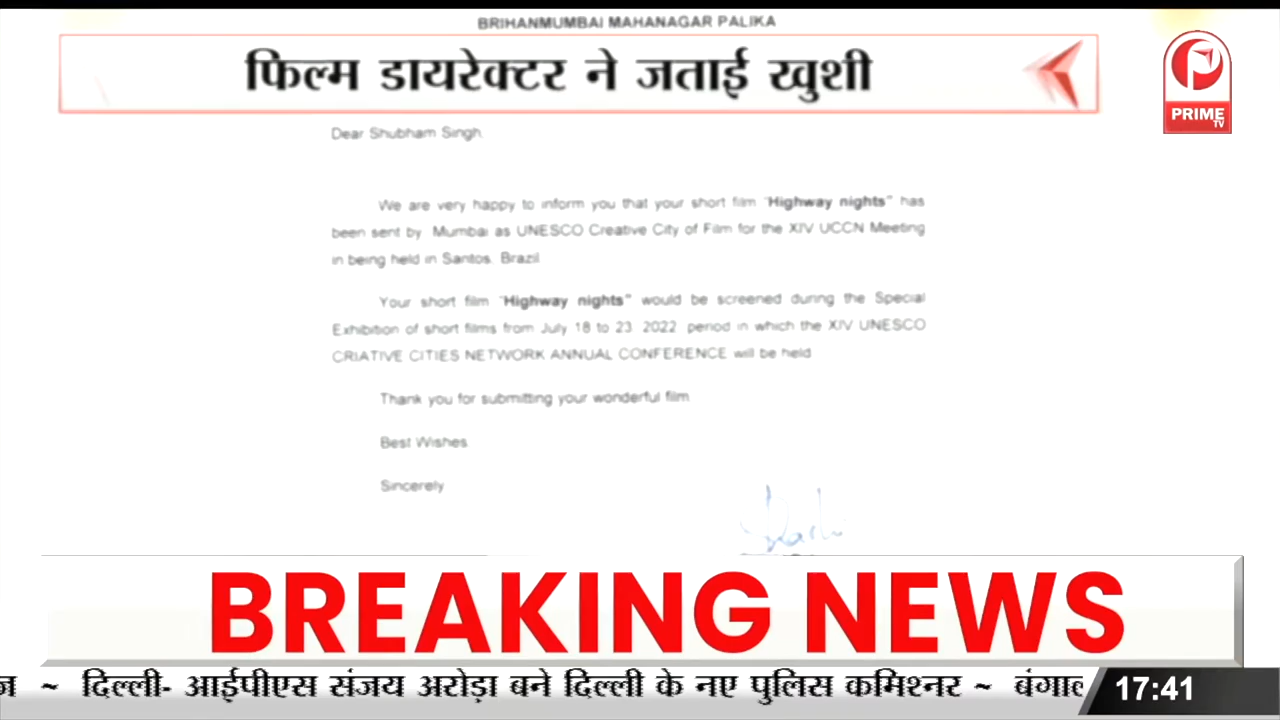 BRIHANMUMBAI MAHANAGAR PALIKA
फिल्म डायरेक्टर ने जताई खुशी
PRIME
TV
Dear Shubham Singh,
We are very happy to inform you that your short film "Highway nights" has
been sent by Mumbai as UNESCO Creative City of Film for the XIV UCCN Meeting
in being held in Santos, Brazil
Your short film "Highway nights" would be screened during the Special
Exhibition of short films from July 18 to 23, 2022 period in which the XIV UNESCO
CRIATIVE CITIES NETWORK ANNUAL CONFERENCE will be held
Thank you for submitting your wonderful film
Best Wishes
Sincerely
BREAKING NEWS
~ दिल्ली- आईपीएस संजय अरोड़ा बने दिल्ली के नए पुलिस कमिश्नर ~
17:41